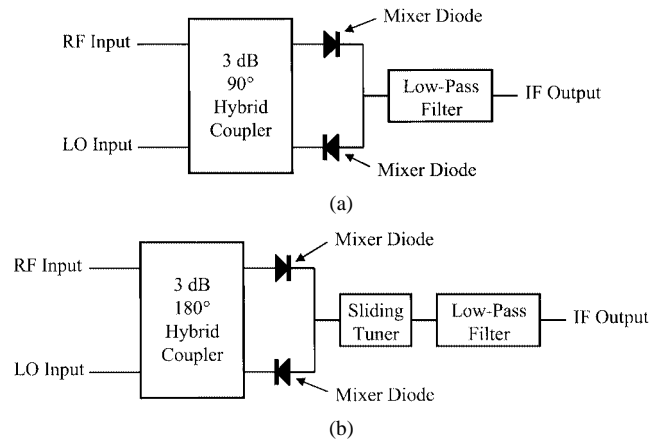 Mixer Diode
RF Input
3 dB
90°
Hybrid
Coupler
Low-Pass
Filter
IF Output
LO Input
Mixer Diode
(a)
Mixer Diode
RF Input
3 dB
180°
Hybrid
Coupler
Sliding
Tuner
Low-Pass
Filter
IF Output
LO Input
Mixer Diode
(b)